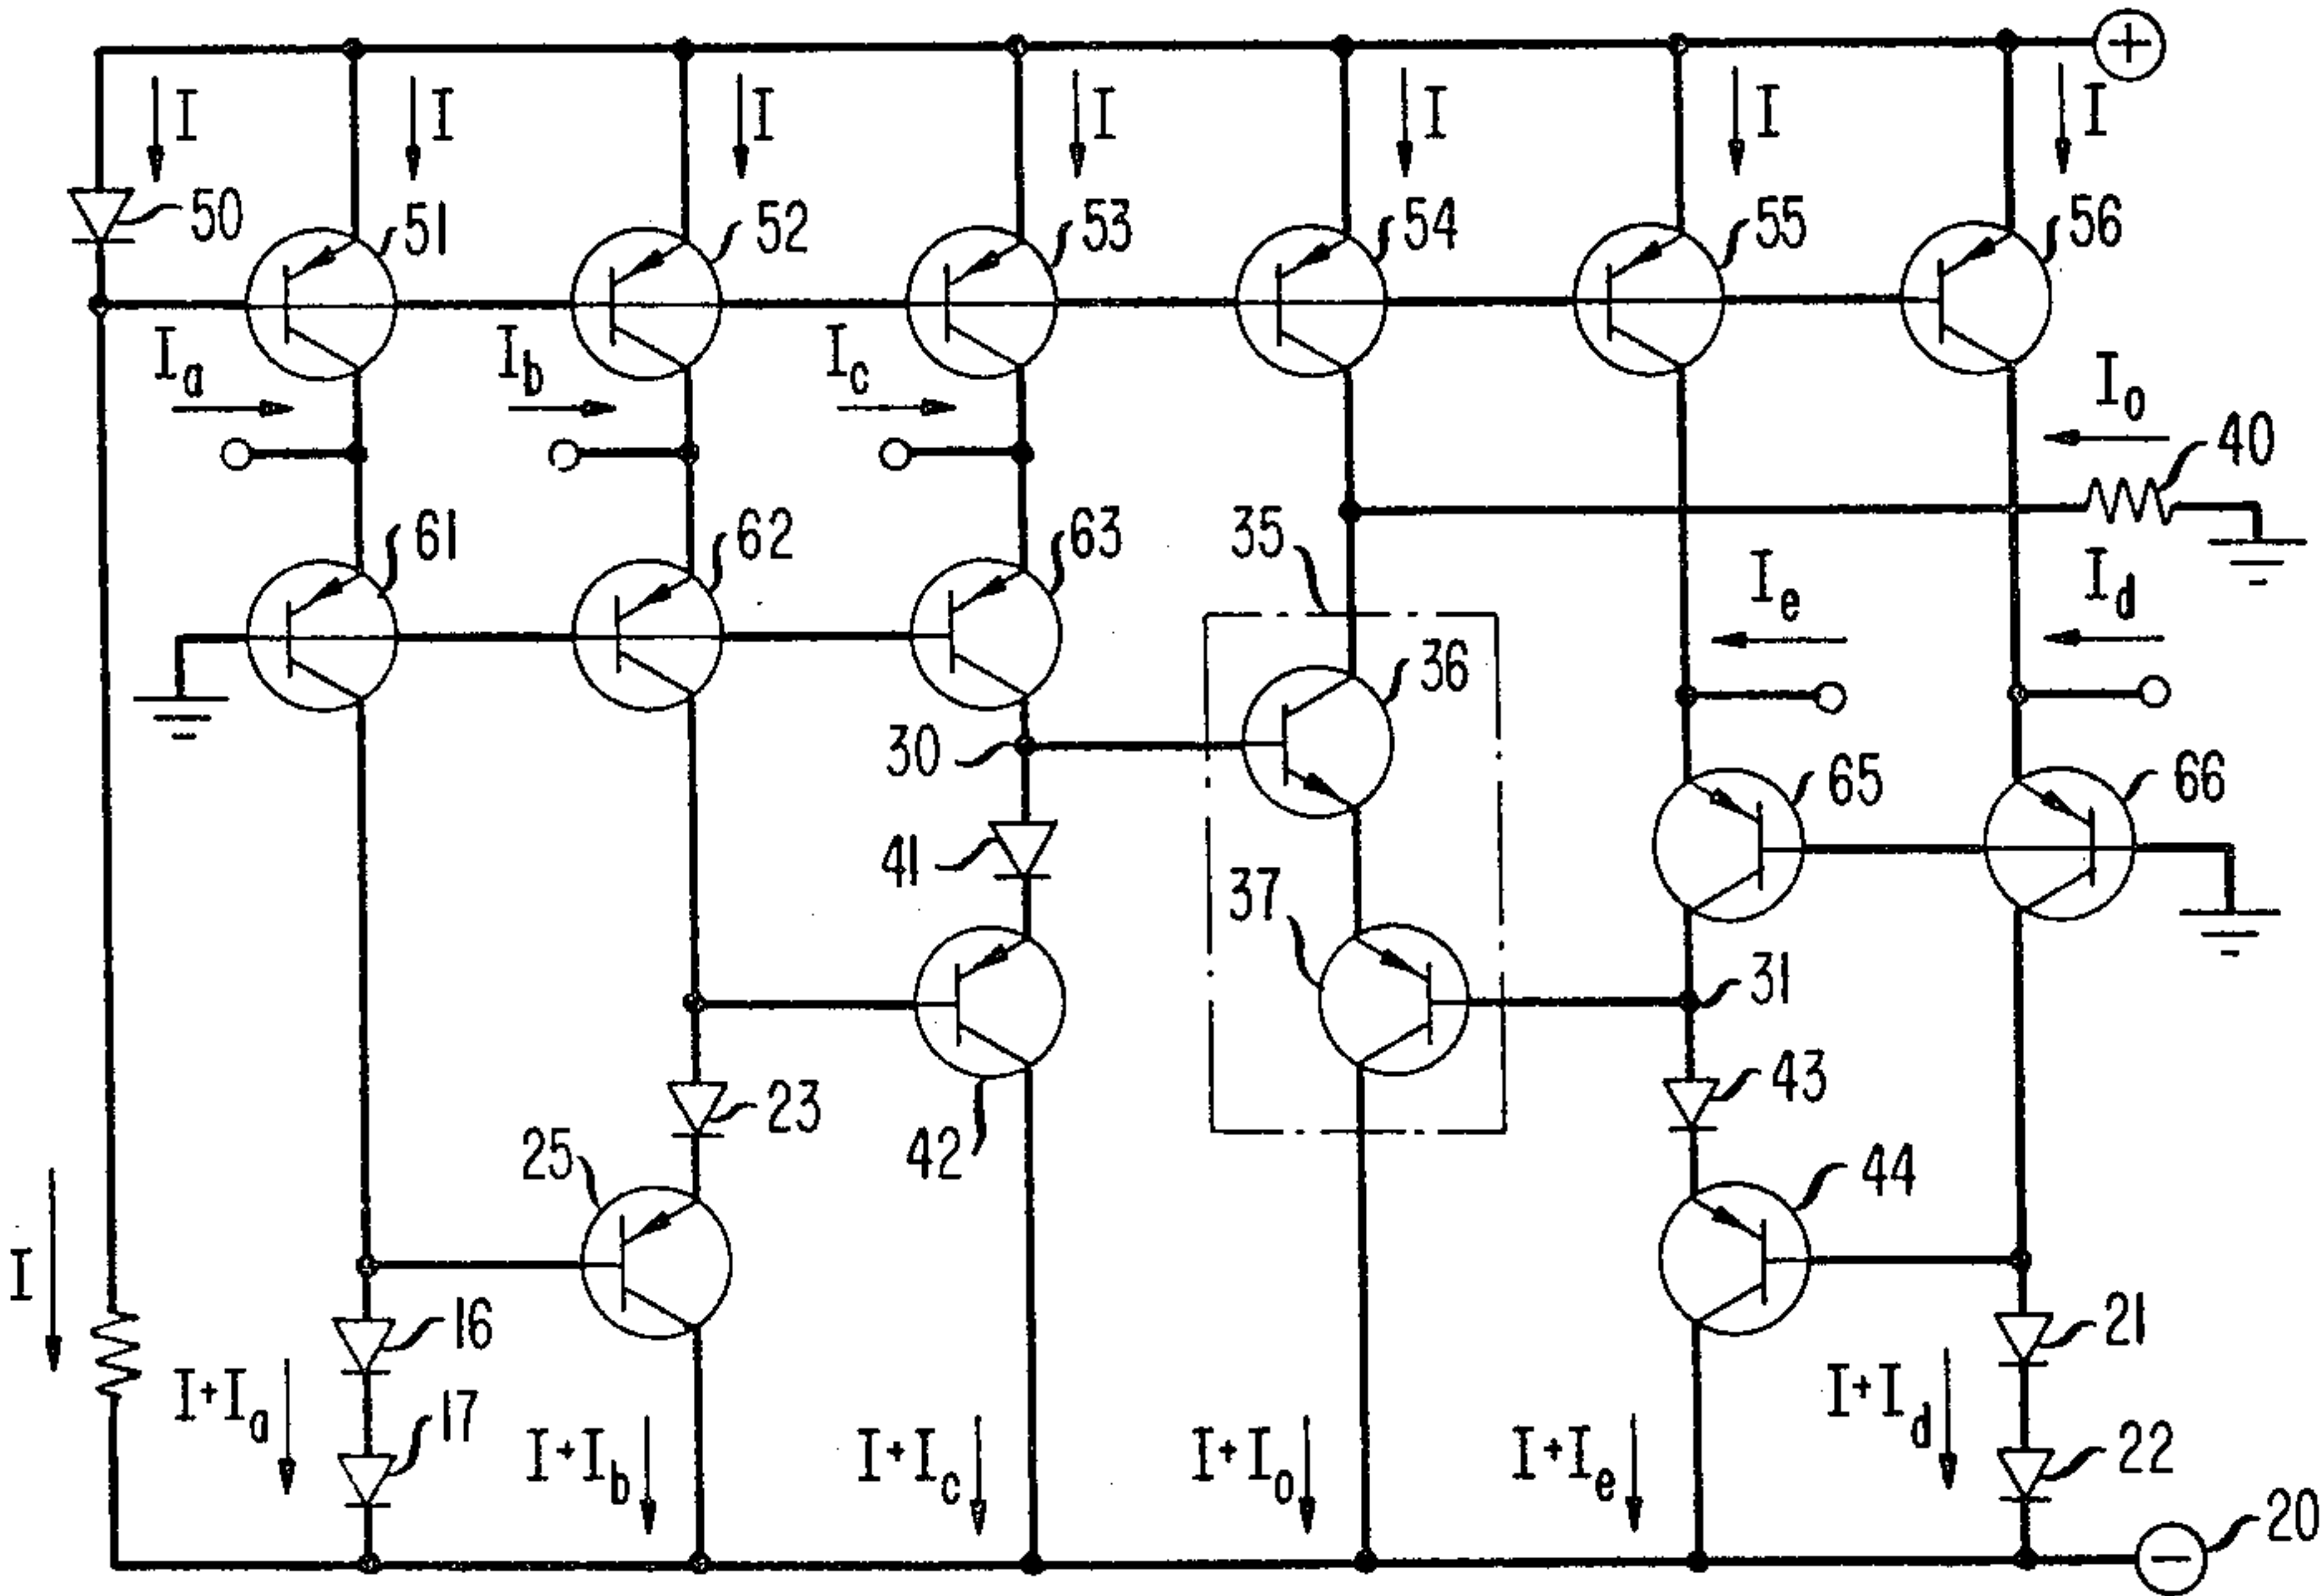 +
I I I I I I I
50 51 52 53 54 55 56
Ia Ib Ic Io
40
61 62 63 35 Ie Id
36
30 65 66
41
37
31
23 43
25 42 44
I
16 21
I+Ia I+Id
17
I+Ib I+Ic I+Io I+Ie 22
20
−